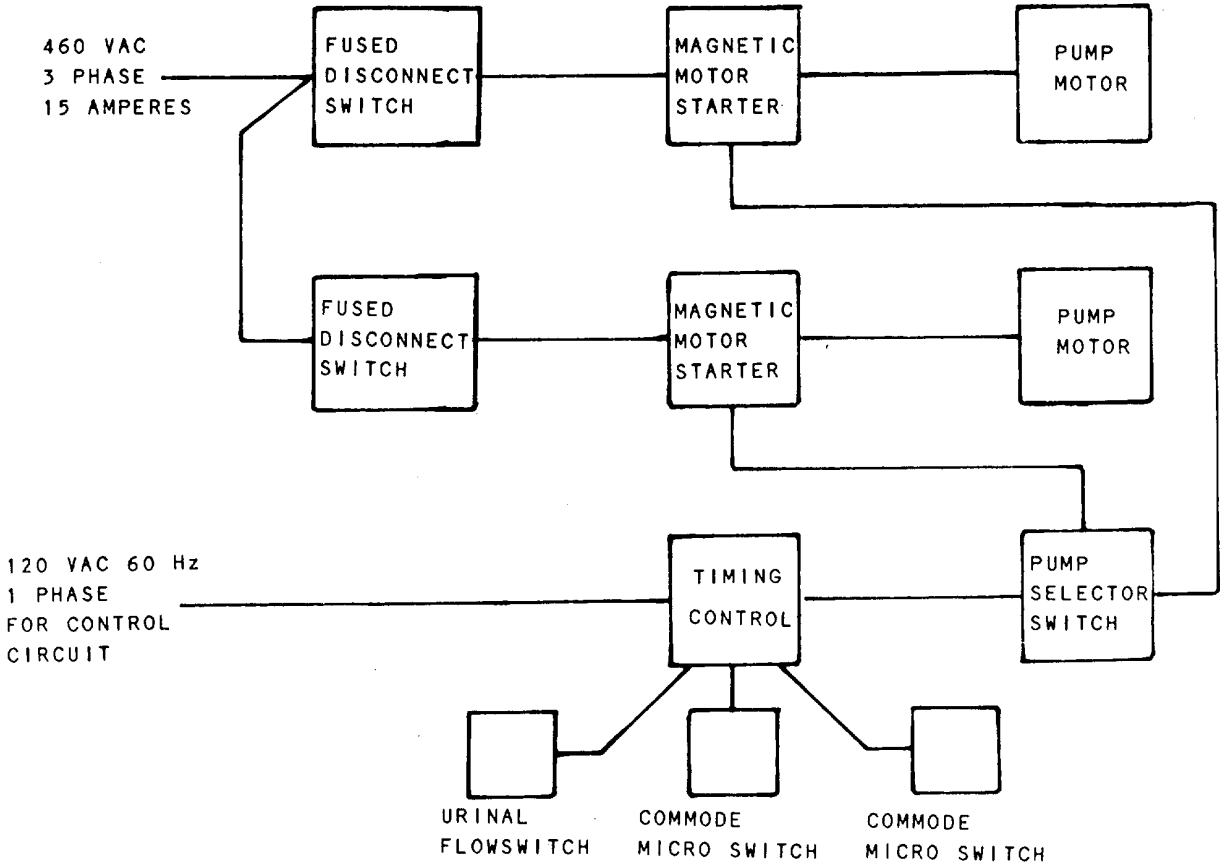 460 VAC
3 PHASE
15 AMPERES
FUSED
DISCONNECT
SWITCH
MAGNETIC
MOTOR
STARTER
PUMP
MOTOR
FUSED
DISCONNECT
SWITCH
MAGNETIC
MOTOR
STARTER
PUMP
MOTOR
120 VAC 60 Hz
1 PHASE
FOR CONTROL
CIRCUIT
TIMING
CONTROL
PUMP
SELECTOR
SWITCH
URINAL
FLOWSWITCH
COMMODE
MICRO SWITCH
COMMODE
MICRO SWITCH